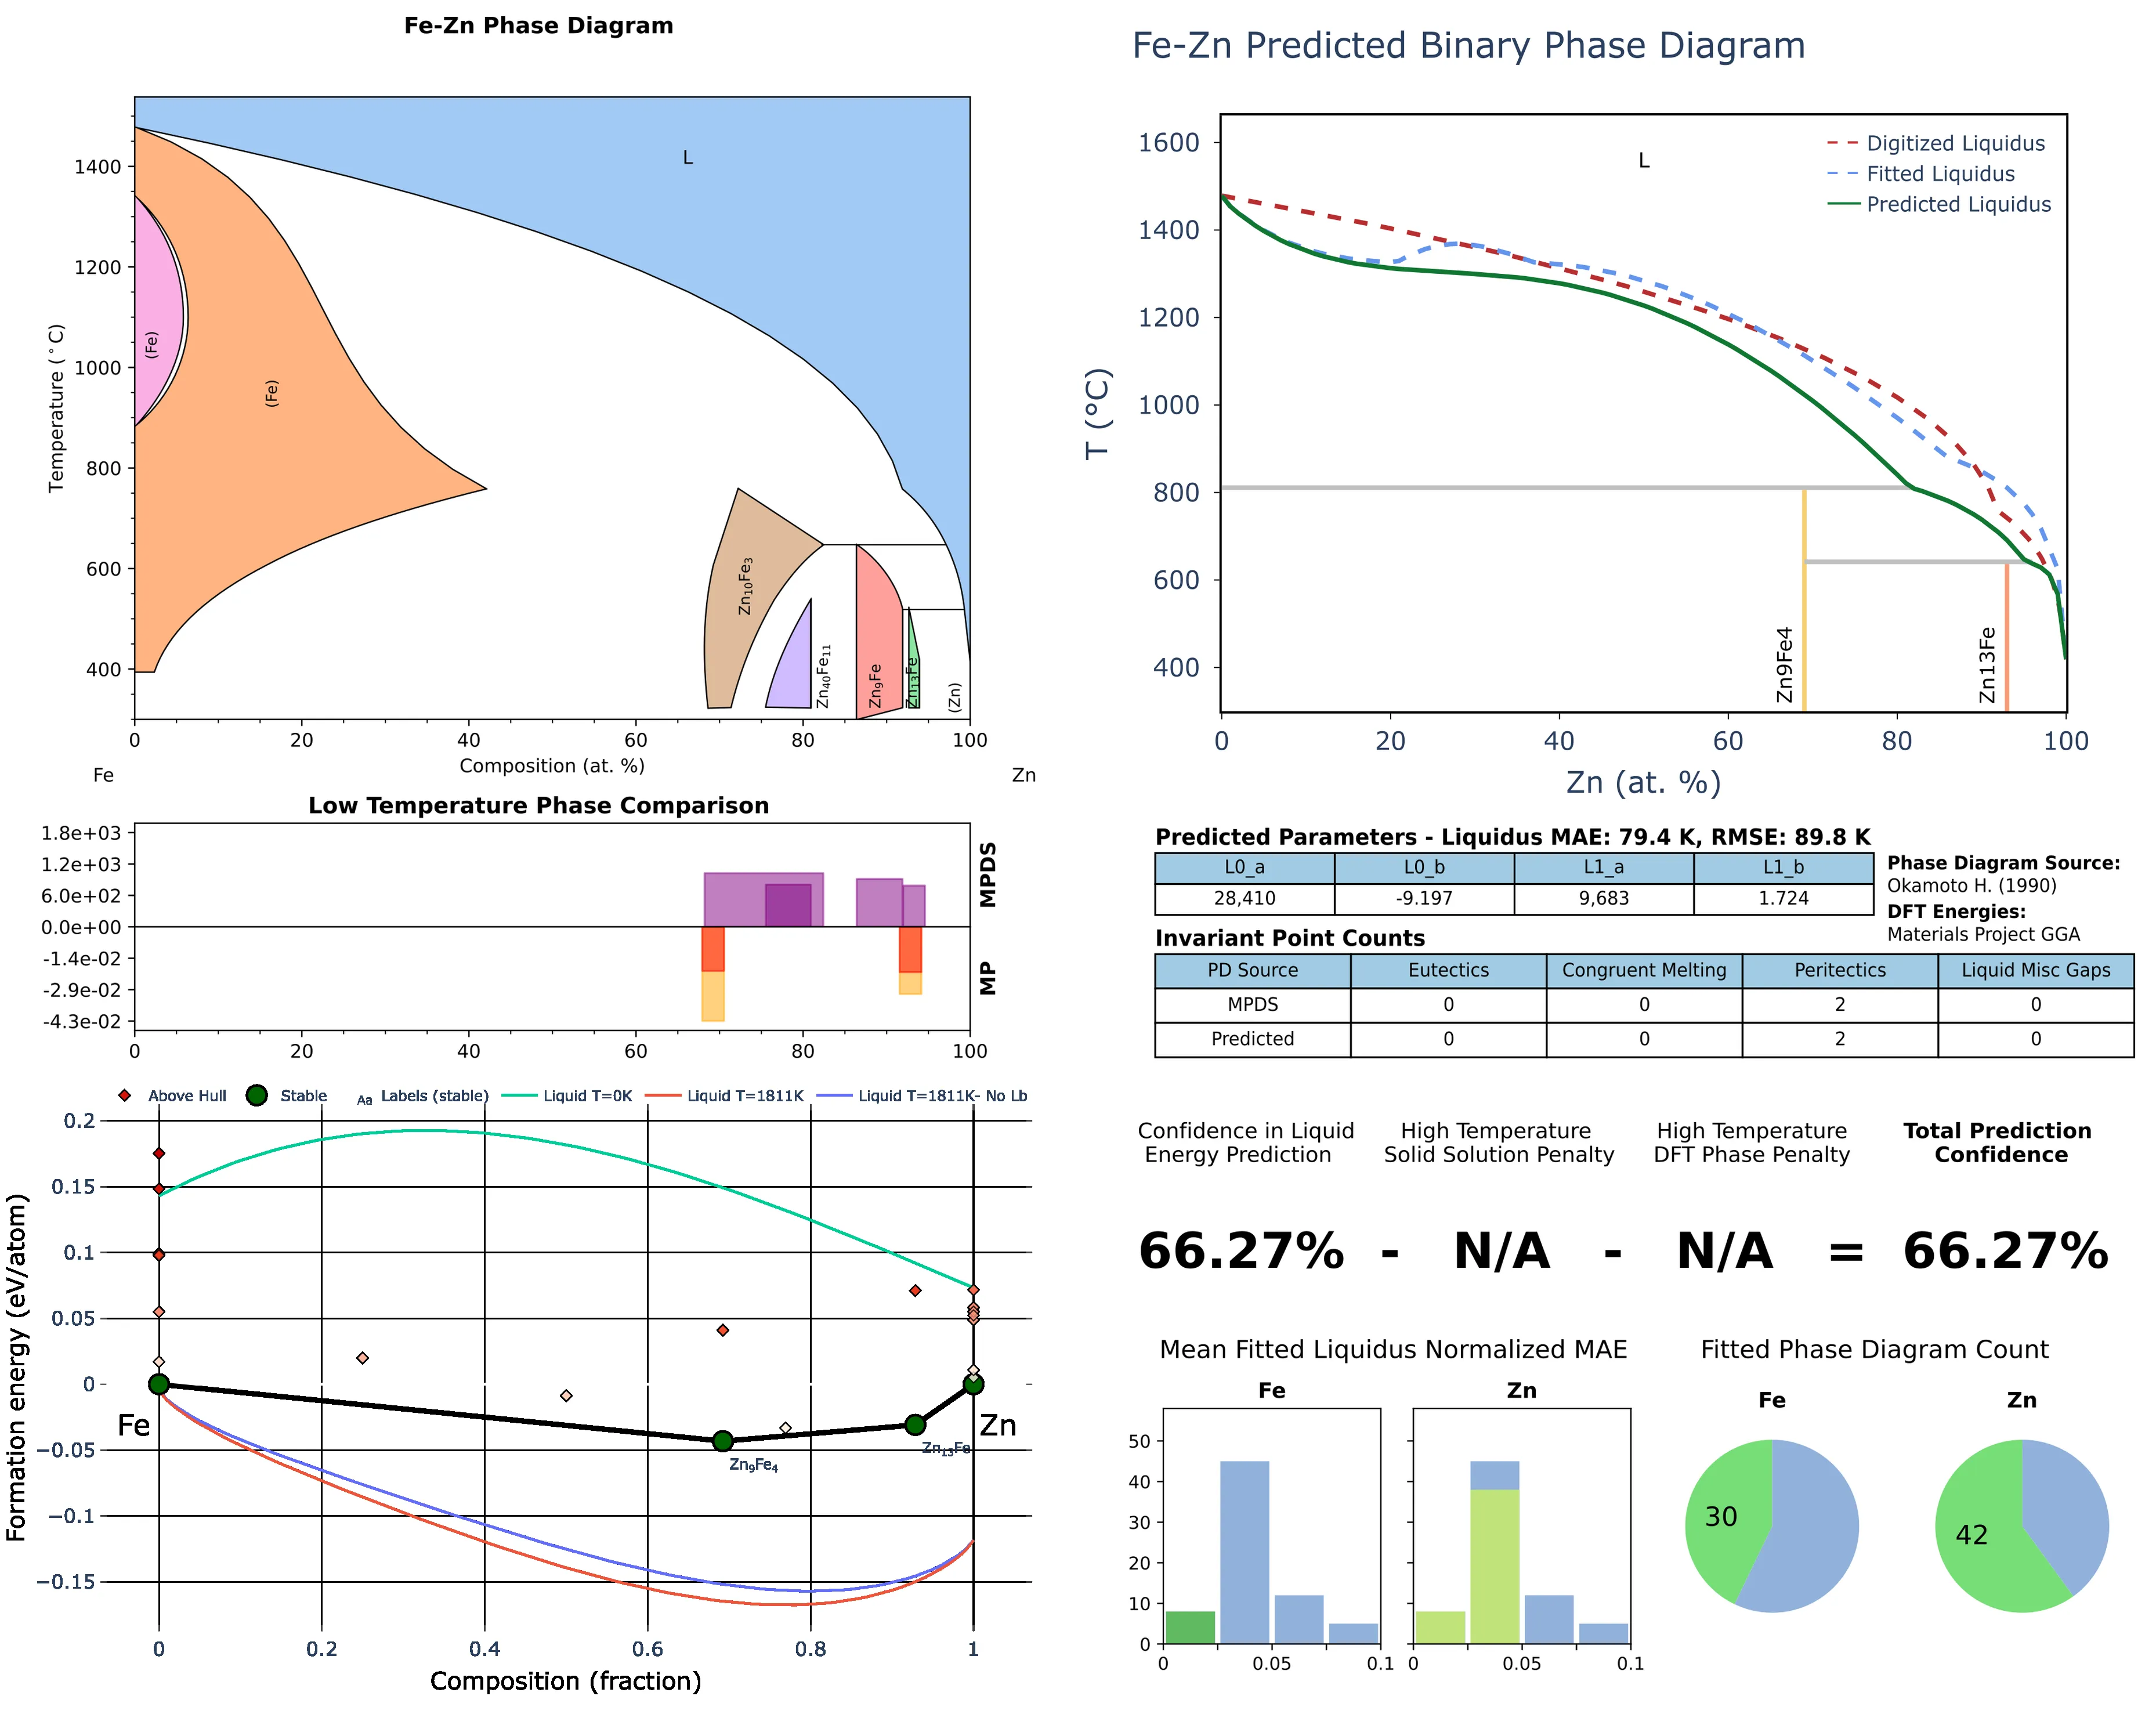 Fe-Zn Phase Diagram
Temperature (°C)
1400
1200
1000
800
600
400
L
(Fe)
(Fe)
Zn10Fe3
Zn40Fe11
Zn9Fe
Zn13Fe
(Zn)
0 20 40 60 80 100
Fe Composition (at. %) Zn
Low Temperature Phase Comparison
1.8e+03
1.2e+03
6.0e+02
0.0e+00
-1.4e-02
-2.9e-02
-4.3e-02
MPDS
MP
0 20 40 60 80 100
Above Hull Stable Aa Labels (stable) Liquid T=0K Liquid T=1811K Liquid T=1811K- No Lb
Formation energy (eV/atom)
0.2
0.15
0.1
0.05
0
−0.05
−0.1
−0.15
Fe
Zn
Zn9Fe4
Zn13Fe
0 0.2 0.4 0.6 0.8 1
Composition (fraction)
Fe-Zn Predicted Binary Phase Diagram
T (°C)
1600
1400
1200
1000
800
600
400
L
Digitized Liquidus
Fitted Liquidus
Predicted Liquidus
Zn9Fe4
Zn13Fe
0 20 40 60 80 100
Zn (at. %)
Predicted Parameters - Liquidus MAE: 79.4 K, RMSE: 89.8 K
L0_a L0_b L1_a L1_b
28,410 -9.197 9,683 1.724
Phase Diagram Source:
Okamoto H. (1990)
DFT Energies:
Materials Project GGA
Invariant Point Counts
PD Source Eutectics Congruent Melting Peritectics Liquid Misc Gaps
MPDS 0 0 2 0
Predicted 0 0 2 0
Confidence in Liquid Energy Prediction
High Temperature Solid Solution Penalty
High Temperature DFT Phase Penalty
Total Prediction Confidence
66.27% - N/A - N/A = 66.27%
Mean Fitted Liquidus Normalized MAE
Fe Zn
50
40
30
20
10
0
0 0.05 0.1 0 0.05 0.1
Fitted Phase Diagram Count
Fe Zn
30 42